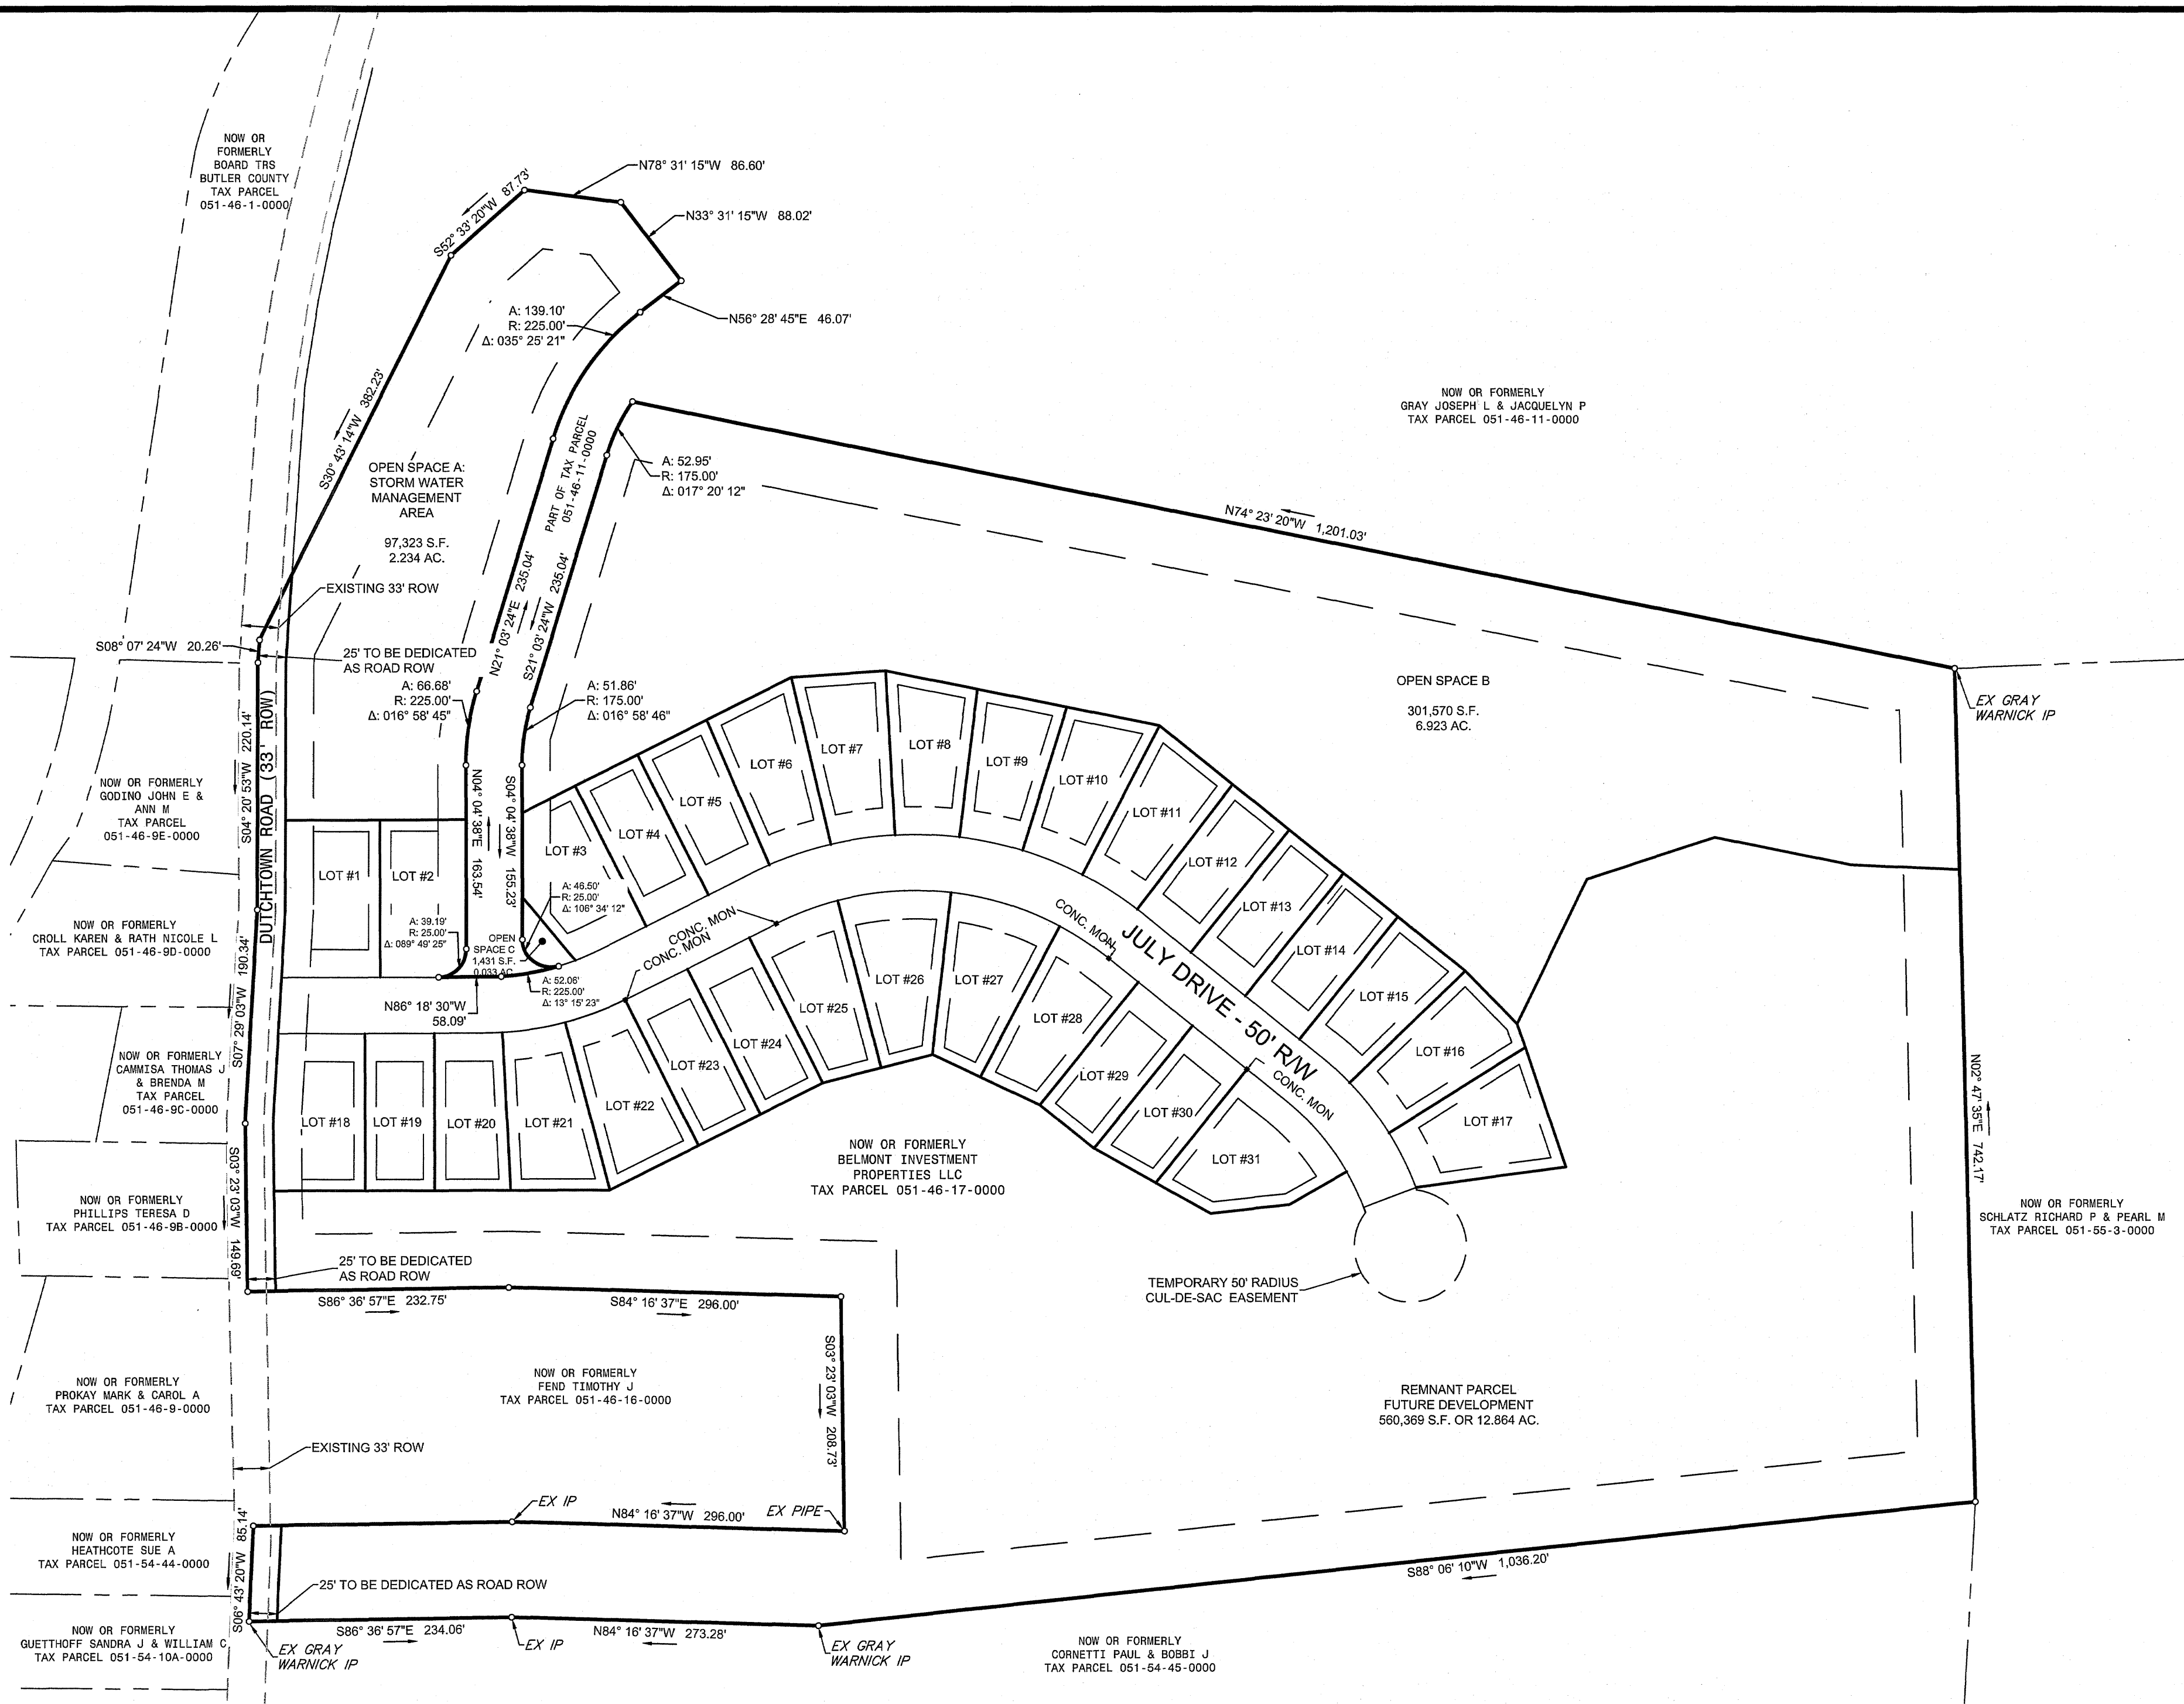 NOW OR
FORMERLY
BOARD TRS
BUTLER COUNTY
TAX PARCEL
051-46-1-0000
N78° 31' 15"W 86.60'
S52° 33' 20"W 87.73'
N33° 31' 15"W 88.02'
N56° 28' 45"E 46.07'
A: 139.10'
R: 225.00'
Δ: 035° 25' 21"
S30° 43' 14"W 382.23'
NOW OR FORMERLY
GRAY JOSEPH L & JACQUELYN P
TAX PARCEL 051-46-11-0000
PART OF TAX PARCEL
051-46-11-0000
A: 52.95'
R: 175.00'
Δ: 017° 20' 12"
OPEN SPACE A:
STORM WATER
MANAGEMENT
AREA
97,323 S.F.
2.234 AC.
N74° 23' 20"W 1,201.03'
EXISTING 33' ROW
N21° 03' 24"E 235.04'
S21° 03' 24"W 235.04'
S08° 07' 24"W 20.26'
25' TO BE DEDICATED
AS ROAD ROW
A: 66.68'
R: 225.00'
Δ: 016° 58' 45"
A: 51.86'
R: 175.00'
Δ: 016° 58' 46"
OPEN SPACE B
301,570 S.F.
6.923 AC.
EX GRAY
WARNICK IP
S04° 20' 53"W 220.14'
DUTCHTOWN ROAD (33' ROW)
NOW OR FORMERLY
GODINO JOHN E &
ANN M
TAX PARCEL
051-46-9E-0000
N04° 04' 38"E 163.54'
S04° 04' 38"W 155.23'
LOT #1
LOT #2
LOT #3
LOT #4
LOT #5
LOT #6
LOT #7
LOT #8
LOT #9
LOT #10
LOT #11
LOT #12
LOT #13
LOT #14
LOT #15
LOT #16
LOT #17
A: 46.50'
R: 25.00'
Δ: 106° 34' 12"
A: 39.19'
R: 25.00'
Δ: 089° 49' 25"
OPEN
SPACE C
1,431 S.F.
0.033 AC.
A: 52.06'
R: 225.00'
Δ: 13° 15' 23"
N86° 18' 30"W
58.09'
CONC. MON
CONC. MON
CONC. MON
JULY DRIVE - 50' R/W
CONC. MON
NOW OR FORMERLY
CROLL KAREN & RATH NICOLE L
TAX PARCEL 051-46-9D-0000
S07° 29' 03"W 190.34'
NOW OR FORMERLY
CAMMISA THOMAS J
& BRENDA M
TAX PARCEL
051-46-9C-0000
LOT #18
LOT #19
LOT #20
LOT #21
LOT #22
LOT #23
LOT #24
LOT #25
LOT #26
LOT #27
LOT #28
LOT #29
LOT #30
LOT #31
N02° 47' 35"E 742.17'
NOW OR FORMERLY
BELMONT INVESTMENT
PROPERTIES LLC
TAX PARCEL 051-46-17-0000
NOW OR FORMERLY
PHILLIPS TERESA D
TAX PARCEL 051-46-9B-0000
S03° 23' 03"W 149.69'
NOW OR FORMERLY
SCHLATZ RICHARD P & PEARL M
TAX PARCEL 051-55-3-0000
25' TO BE DEDICATED
AS ROAD ROW
TEMPORARY 50' RADIUS
CUL-DE-SAC EASEMENT
S86° 36' 57"E 232.75'
S84° 16' 37"E 296.00'
S03° 23' 03"W 208.73'
NOW OR FORMERLY
PROKAY MARK & CAROL A
TAX PARCEL 051-46-9-0000
NOW OR FORMERLY
FEND TIMOTHY J
TAX PARCEL 051-46-16-0000
REMNANT PARCEL
FUTURE DEVELOPMENT
560,369 S.F. OR 12.864 AC.
EXISTING 33' ROW
EX IP
N84° 16' 37"W 296.00'
EX PIPE
S06° 43' 20"W 85.14'
NOW OR FORMERLY
HEATHCOTE SUE A
TAX PARCEL 051-54-44-0000
25' TO BE DEDICATED AS ROAD ROW
S88° 06' 10"W 1,036.20'
NOW OR FORMERLY
GUETTHOFF SANDRA J & WILLIAM C
TAX PARCEL 051-54-10A-0000
EX GRAY
WARNICK IP
S86° 36' 57"E 234.06'
EX IP
N84° 16' 37"W 273.28'
EX GRAY
WARNICK IP
NOW OR FORMERLY
CORNETTI PAUL & BOBBI J
TAX PARCEL 051-54-45-0000